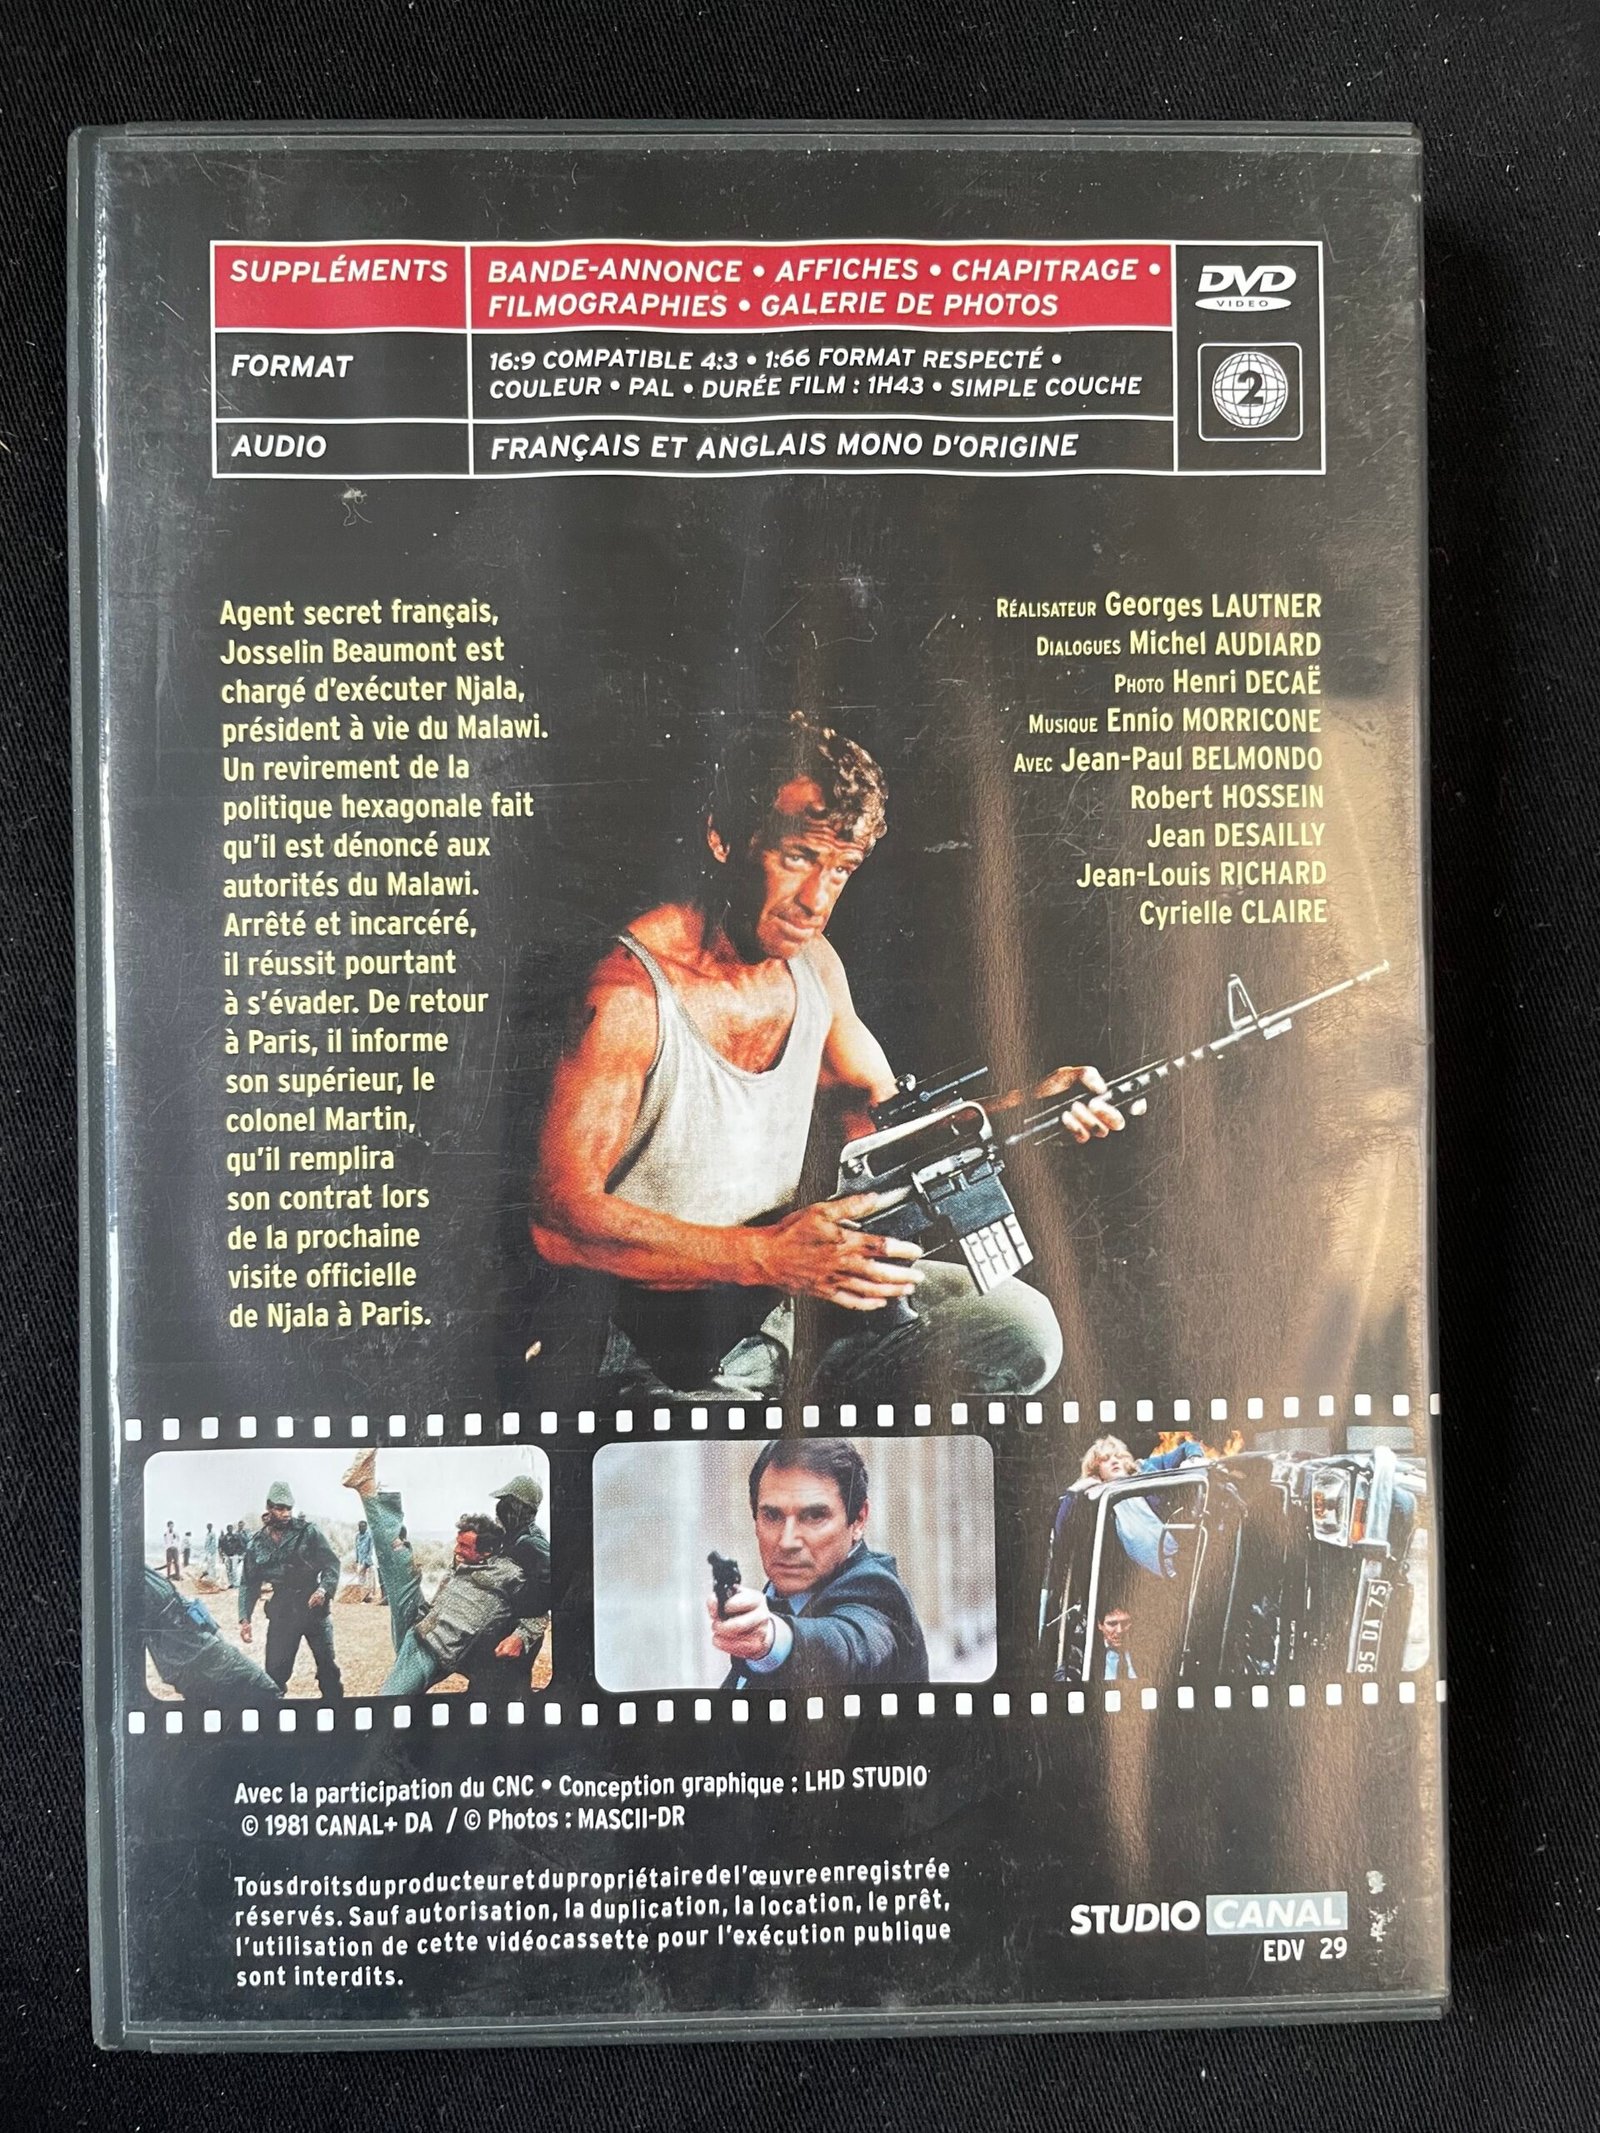 SUPPLÉMENTS
BANDE-ANNONCE • AFFICHES • CHAPITRAGE •
FILMOGRAPHIES • GALERIE DE PHOTOS
DVD
VIDEO
FORMAT
16:9 COMPATIBLE 4:3 • 1:66 FORMAT RESPECTÉ •
COULEUR • PAL • DURÉE FILM : 1H43 • SIMPLE COUCHE
2
AUDIO
FRANÇAIS ET ANGLAIS MONO D'ORIGINE
Agent secret français,
Josselin Beaumont est
chargé d'exécuter Njala,
président à vie du Malawi.
Un revirement de la
politique hexagonale fait
qu'il est dénoncé aux
autorités du Malawi.
Arrêté et incarcéré,
il réussit pourtant
à s'évader. De retour
à Paris, il informe
son supérieur, le
colonel Martin,
qu'il remplira
son contrat lors
de la prochaine
visite officielle
de Njala à Paris.
RÉALISATEUR Georges LAUTNER
DIALOGUES Michel AUDIARD
PHOTO Henri DECAË
MUSIQUE Ennio MORRICONE
AVEC Jean-Paul BELMONDO
Robert HOSSEIN
Jean DESAILLY
Jean-Louis RICHARD
Cyrielle CLAIRE
95 DA 75
Avec la participation du CNC • Conception graphique : LHD STUDIO
© 1981 CANAL+ DA / © Photos : MASCII-DR
Tous droits du producteur et du propriétaire de l'œuvre enregistrée
réservés. Sauf autorisation, la duplication, la location, le prêt,
l'utilisation de cette vidéocassette pour l'exécution publique
sont interdits.
STUDIO CANAL
EDV 29